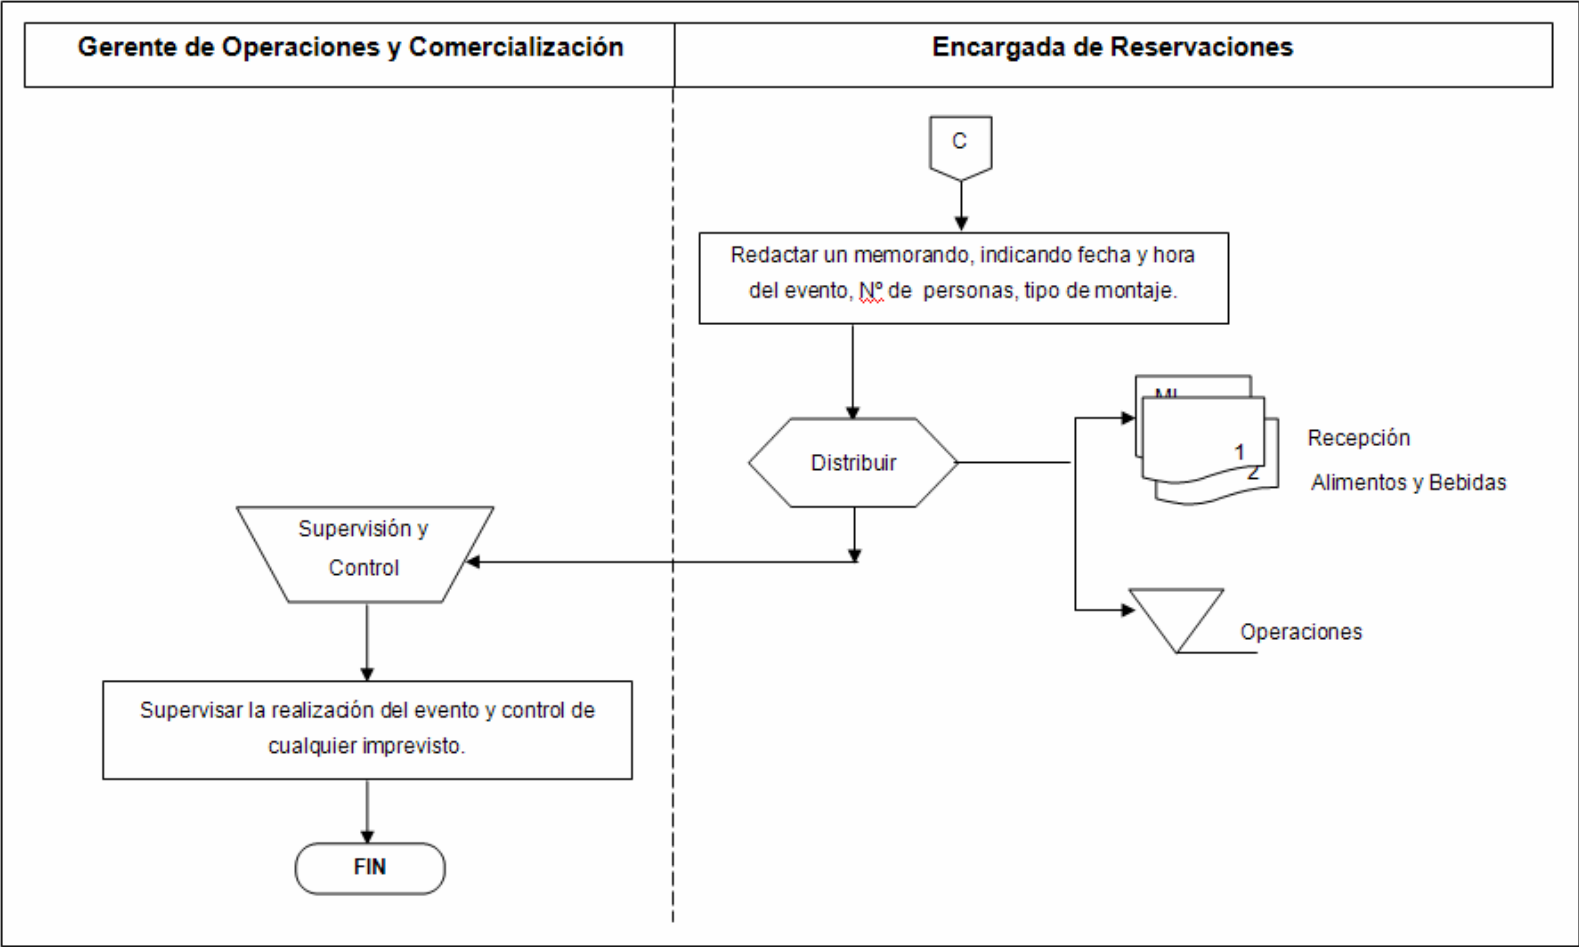 Gerente de Operaciones y Comercialización
Encargada de Reservaciones
C
Redactar un memorando, indicando fecha y hora
del evento, Nº de personas, tipo de montaje.
Distribuir
1
2
Recepción
Alimentos y Bebidas
Supervisión y
Control
Operaciones
Supervisar la realización del evento y control de
cualquier imprevisto.
FIN